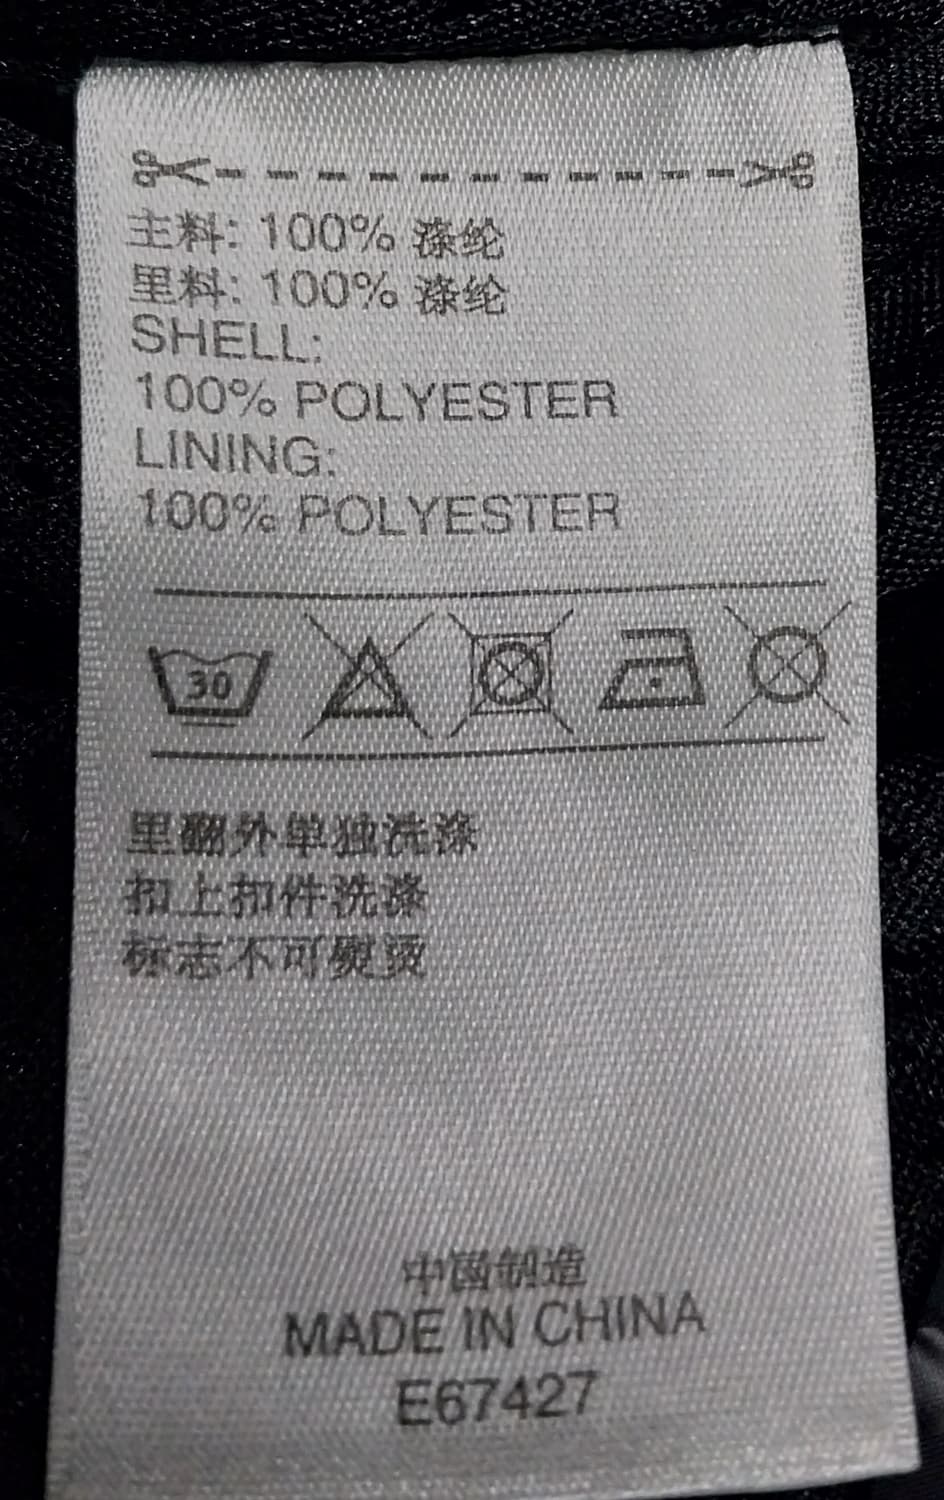 主料: 100% 涤纶
里料: 100% 涤纶
SHELL:
100% POLYESTER
LINING:
100% POLYESTER
30
里翻外单独洗涤
扣上扣件洗涤
标志不可熨烫
中国制造
MADE IN CHINA
E67427